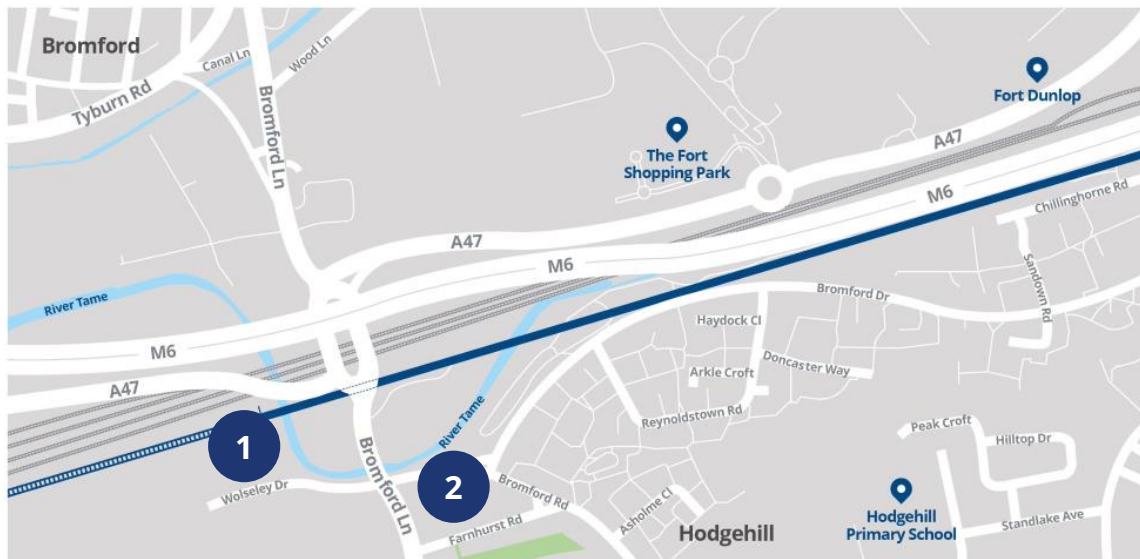 Bromford
Canal Ln
Wood Ln
Tyburn Rd
Bromford Ln
Fort Dunlop
The Fort
Shopping Park
A47
A47
M6
M6
Chillinghorne Rd
River Tame
Sandown Rd
Bromford Dr
Haydock Cl
M6
Doncaster Way
A47
Arkle Croft
Reynoldstown Rd
River Tame
Peak Croft
Hilltop Dr
1
2
Bromford Ln
Wolseley Dr
Bromford Rd
Asholme Cl
Farnhurst Rd
Hodgehill
Hodgehill
Primary School
Standlake Ave